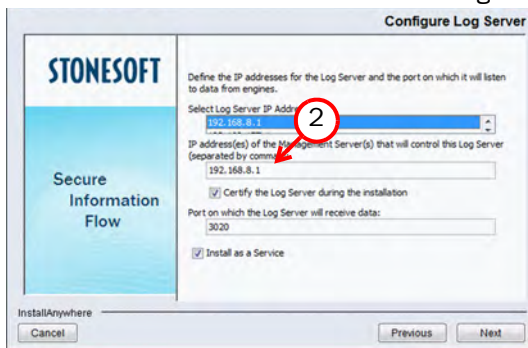 Configure Log Server
STONESOFT
Secure
Information
Flow
Define the IP addresses for the Log Server and the port on which it will listen
to data from engines.
Select Log Server IP Addre
192.168.8.1
2
IP address(es) of the Management Server(s) that will control this Log Server
(separated by comma
192.168.8.1
Certify the Log Server during the installation
Port on which the Log Server will receive data:
3020
Install as a Service
InstallAnywhere
Cancel
Previous
Next